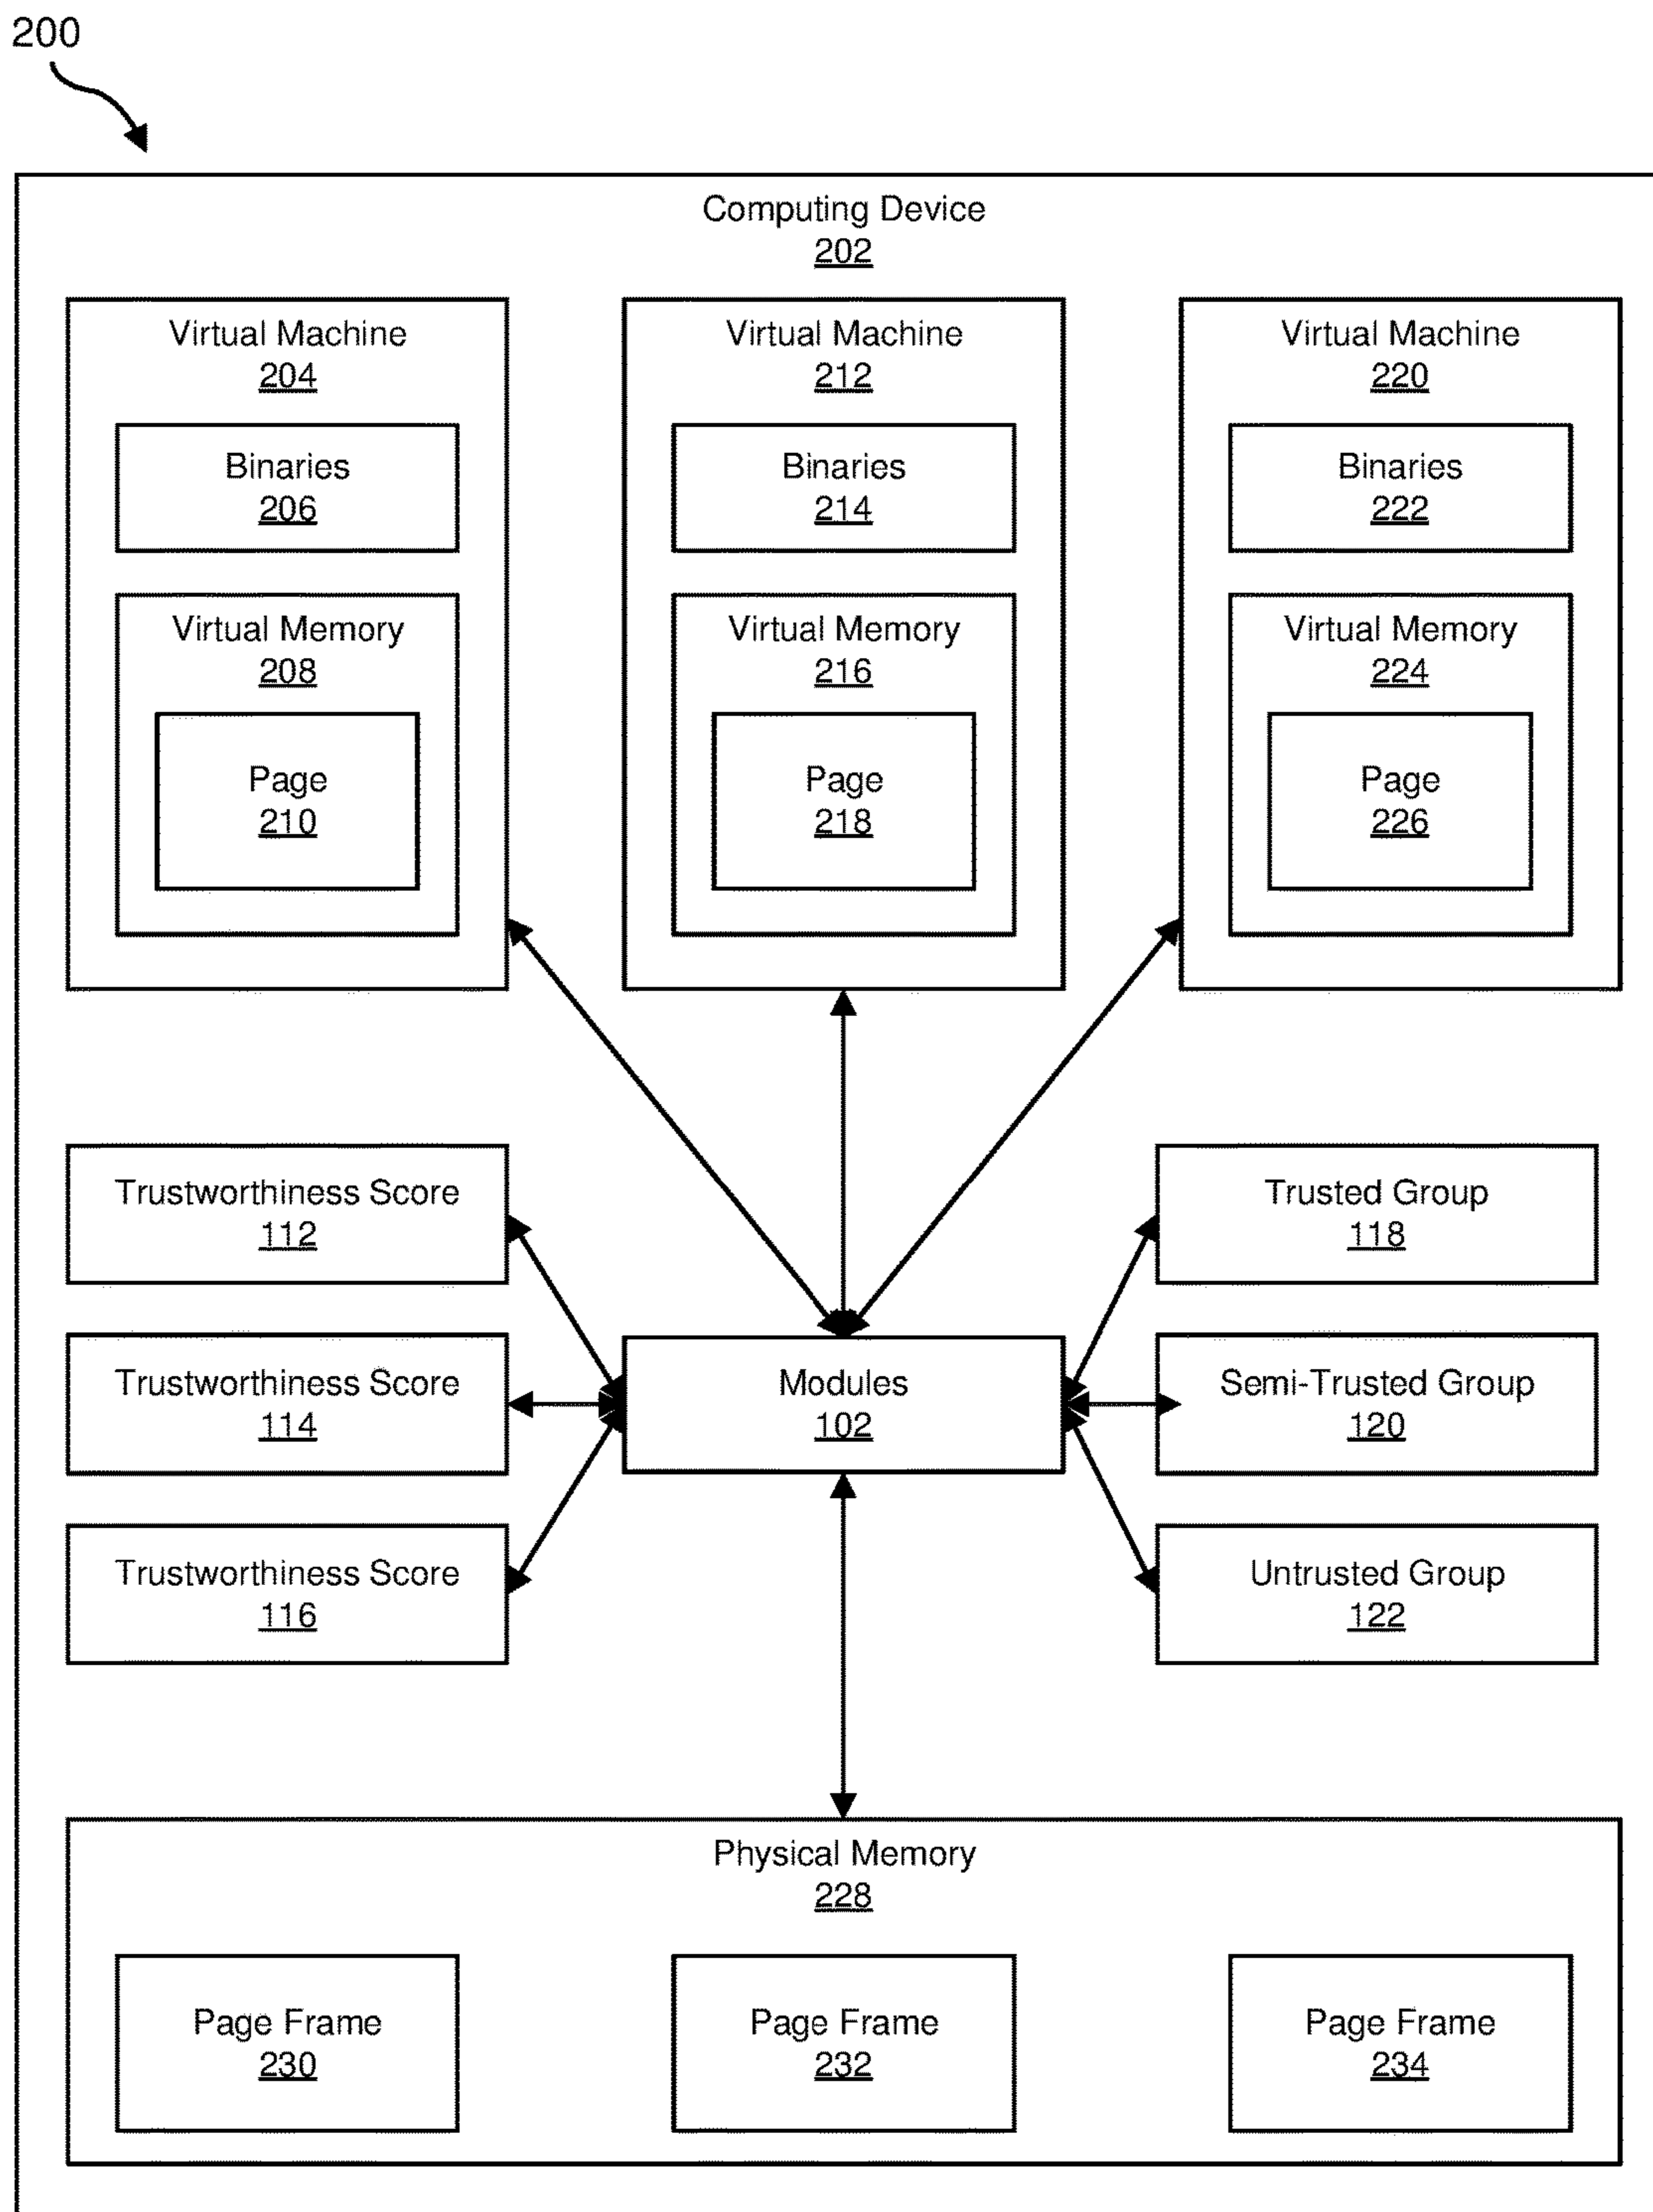 200
Computing Device
202
Virtual Machine
204
Binaries
206
Virtual Memory
208
Page
210
Virtual Machine
212
Binaries
214
Virtual Memory
216
Page
218
Virtual Machine
220
Binaries
222
Virtual Memory
224
Page
226
Trustworthiness Score
112
Trustworthiness Score
114
Trustworthiness Score
116
Modules
102
Trusted Group
118
Semi-Trusted Group
120
Untrusted Group
122
Physical Memory
228
Page Frame
230
Page Frame
232
Page Frame
234